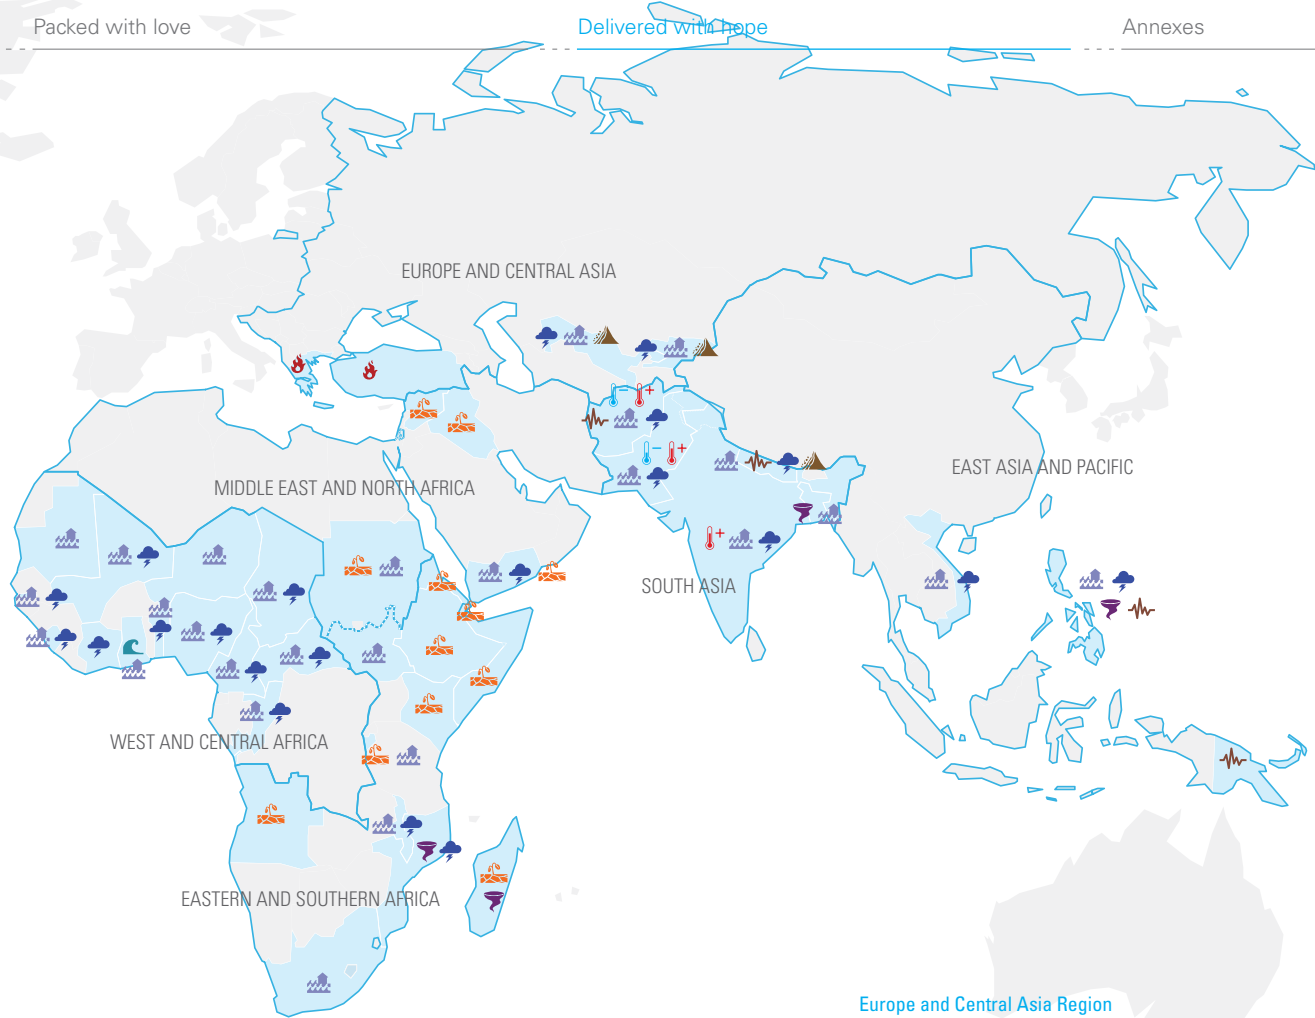 Packed with love
Delivered with hope
Annexes
EUROPE AND CENTRAL ASIA
EAST ASIA AND PACIFIC
MIDDLE EAST AND NORTH AFRICA
SOUTH ASIA
WEST AND CENTRAL AFRICA
EASTERN AND SOUTHERN AFRICA
Europe and Central Asia Region